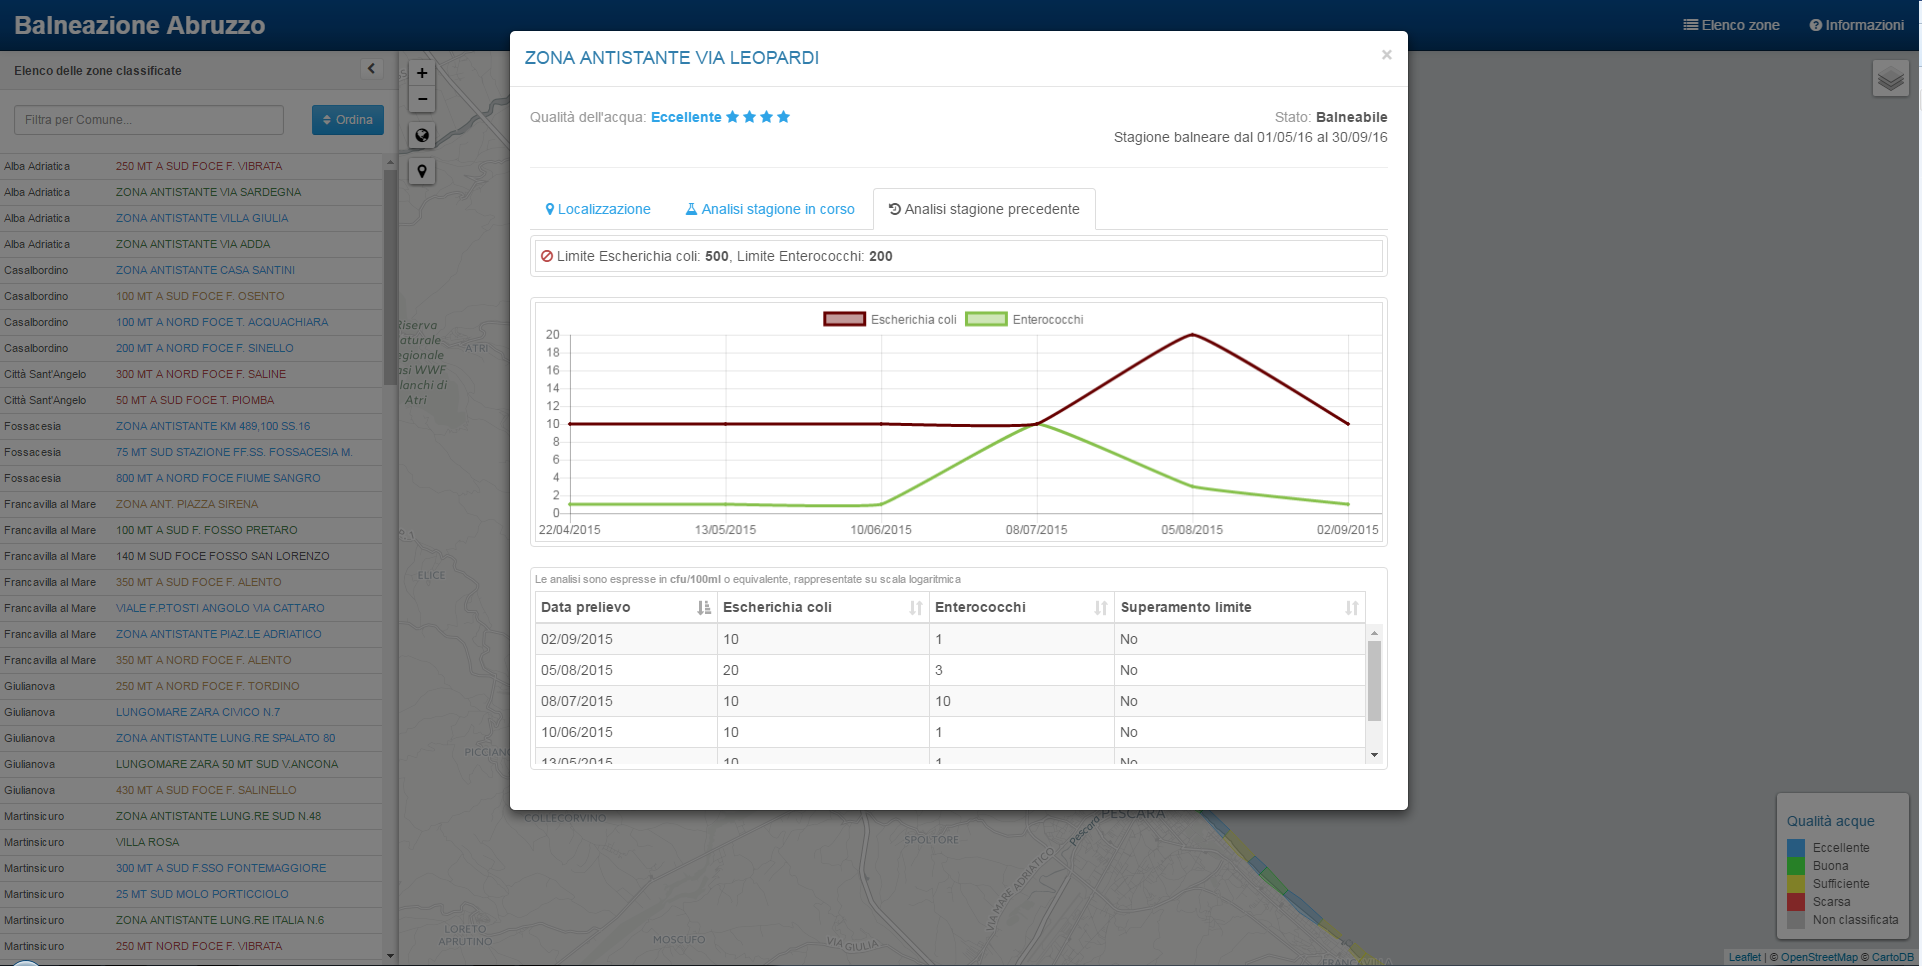 Balneazione Abruzzo
Elenco zone
Informazioni
Elenco delle zone classificate
Filtra per Comune...
Ordina
Alba Adriatica 250 MT A SUD FOCE F. VIBRATA
Alba Adriatica ZONA ANTISTANTE VIA SARDEGNA
Alba Adriatica ZONA ANTISTANTE VILLA GIULIA
Alba Adriatica ZONA ANTISTANTE VIA ADDA
Casalbordino ZONA ANTISTANTE CASA SANTINI
Casalbordino 100 MT A SUD FOCE F. OSENTO
Casalbordino 100 MT A NORD FOCE T. ACQUACHIARA
Casalbordino 200 MT A NORD FOCE F. SINELLO
Città Sant'Angelo 300 MT A NORD FOCE F. SALINE
Città Sant'Angelo 50 MT A SUD FOCE T. PIOMBA
Fossacesia ZONA ANTISTANTE KM 489,100 SS.16
Fossacesia 75 MT SUD STAZIONE FF.SS. FOSSACESIA M.
Fossacesia 800 MT A NORD FOCE FIUME SANGRO
Francavilla al Mare ZONA ANT. PIAZZA SIRENA
Francavilla al Mare 100 MT A SUD F. FOSSO PRETARO
Francavilla al Mare 140 M SUD FOCE FOSSO SAN LORENZO
Francavilla al Mare 350 MT A SUD FOCE F. ALENTO
Francavilla al Mare VIALE F.P.TOSTI ANGOLO VIA CATTARO
Francavilla al Mare ZONA ANTISTANTE PIAZ.LE ADRIATICO
Francavilla al Mare 350 MT A NORD FOCE F. ALENTO
Giulianova 250 MT A NORD FOCE F. TORDINO
Giulianova LUNGOMARE ZARA CIVICO N.7
Giulianova ZONA ANTISTANTE LUNG.RE SPALATO 80
Giulianova LUNGOMARE ZARA 50 MT SUD V.ANCONA
Giulianova 430 MT A SUD FOCE F. SALINELLO
Martinsicuro ZONA ANTISTANTE LUNG.RE SUD N.48
Martinsicuro VILLA ROSA
Martinsicuro 300 MT A SUD F.SSO FONTEMAGGIORE
Martinsicuro 25 MT SUD MOLO PORTICCIOLO
Martinsicuro ZONA ANTISTANTE LUNG.RE ITALIA N.6
Martinsicuro 250 MT NORD FOCE F. VIBRATA
+
−
Riserva
aturale
egionale
asi WWF
lanchi di
Atri
ATRI
ELICE
PICCIAN
COLLECORVINO
LORETO
APRUTINO
MOSCUFO
SPOLTORE
VIA GIULIA
VIA MARE ADRIATICO
Pescara
PESCARA
ZONA ANTISTANTE VIA LEOPARDI
×
Qualità dell'acqua: Eccellente
Stato: Balneabile
Stagione balneare dal 01/05/16 al 30/09/16
Localizzazione
Analisi stagione in corso
Analisi stagione precedente
Limite Escherichia coli: 500, Limite Enterococchi: 200
Escherichia coli Enterococchi
20
18
16
14
12
10
8
6
4
2
0
22/04/2015 13/05/2015 10/06/2015 08/07/2015 05/08/2015 02/09/2015
Le analisi sono espresse in cfu/100ml o equivalente, rappresentate su scala logaritmica
Data prelievo Escherichia coli Enterococchi Superamento limite
02/09/2015 10 1 No
05/08/2015 20 3 No
08/07/2015 10 10 No
10/06/2015 10 1 No
13/05/2015 10 1 No
Qualità acque
Eccellente
Buona
Sufficiente
Scarsa
Non classificata
Leaflet | © OpenStreetMap © CartoDB